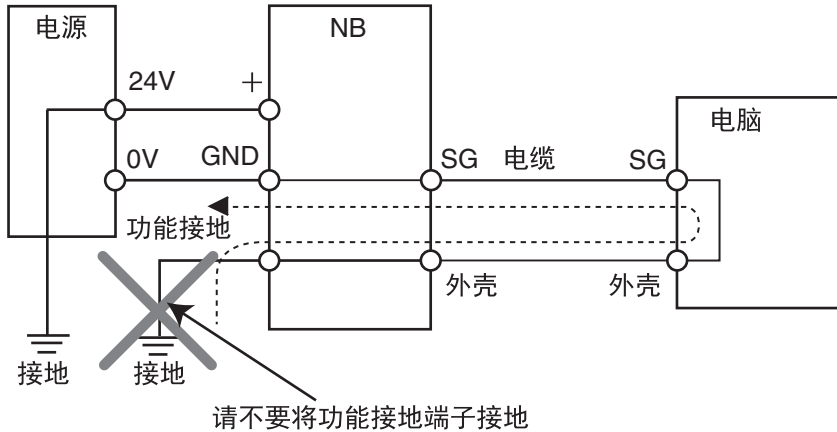 电源
NB
24V
+
电脑
0V
GND
SG
电缆
SG
功能接地
外壳
外壳
接地
接地
请不要将功能接地端子接地